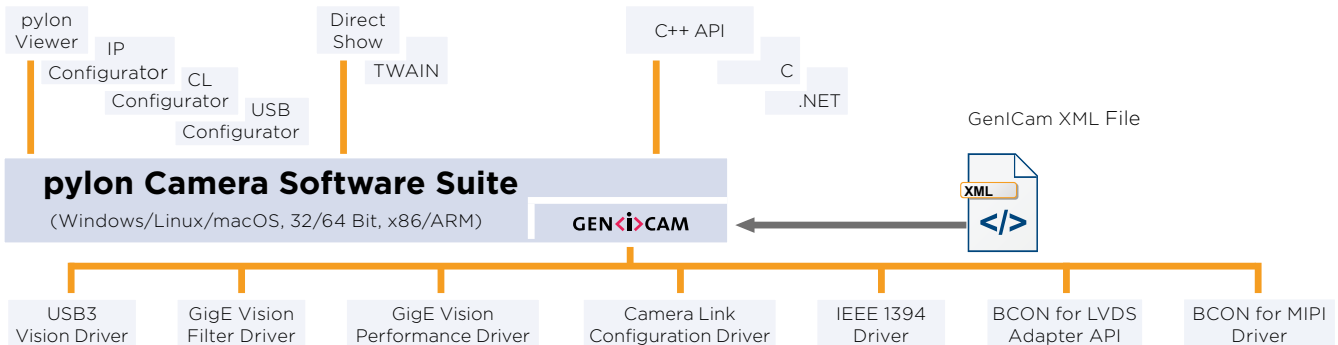 pylon
Viewer
IP
Configurator
CL
Configurator
USB
Configurator
Direct
Show
TWAIN
C++ API
C
.NET
GenICam XML File
XML
</>
pylon Camera Software Suite
(Windows/Linux/macOS, 32/64 Bit, x86/ARM)
GEN<i>CAM
USB3
Vision Driver
GigE Vision
Filter Driver
GigE Vision
Performance Driver
Camera Link
Configuration Driver
IEEE 1394
Driver
BCON for LVDS
Adapter API
BCON for MIPI
Driver